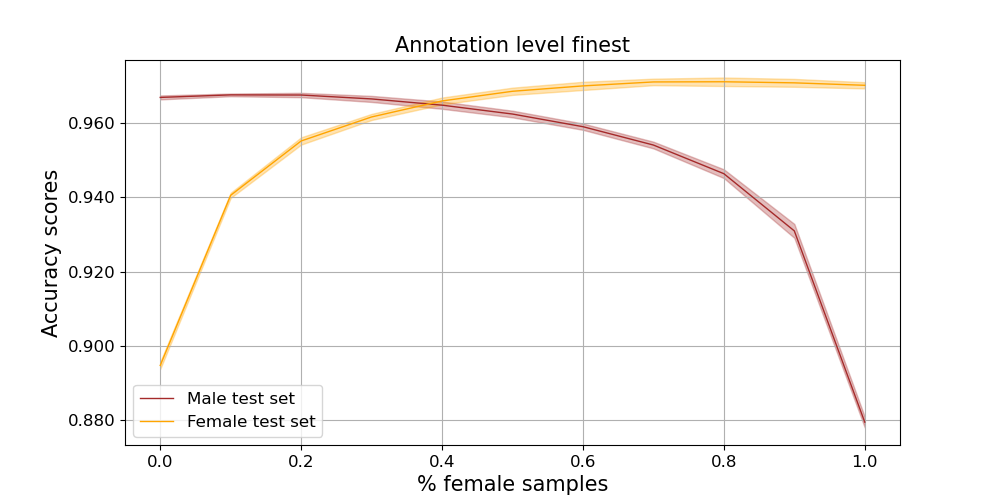 Annotation level finest
Accuracy scores
0.960
0.940
0.920
0.900
0.880
Male test set
Female test set
0.0 0.2 0.4 0.6 0.8 1.0
% female samples